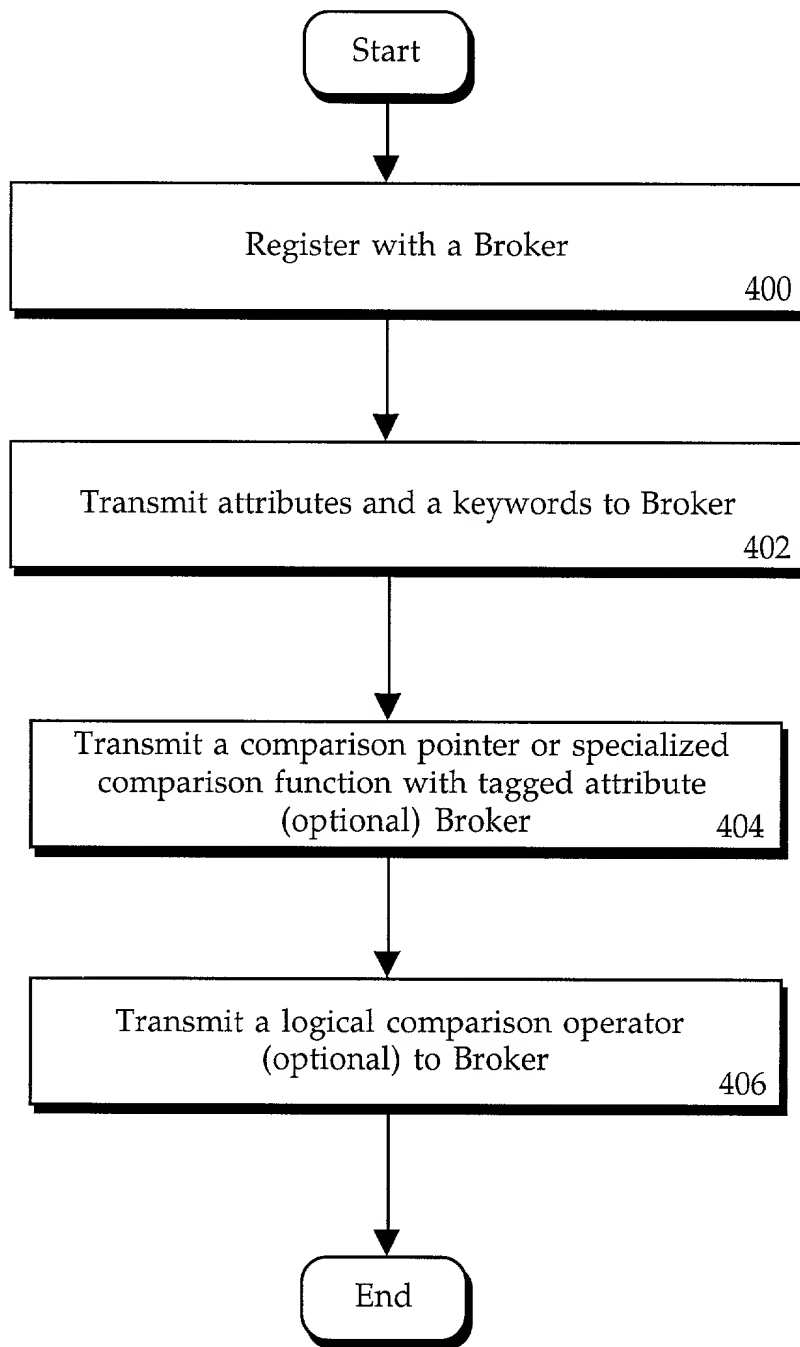 Start
Register with a Broker
400
Transmit attributes and a keywords to Broker
402
Transmit a comparison pointer or specialized
comparison function with tagged attribute
(optional) Broker
404
Transmit a logical comparison operator
(optional) to Broker
406
End